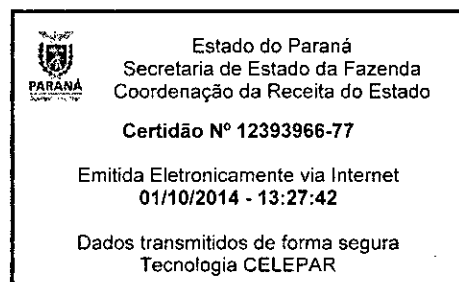 Estado do Paraná
Secretaria de Estado da Fazenda
PARANÁ
Coordenação da Receita do Estado
Certidão Nº 12393966-77
Emitida Eletronicamente via Internet
01/10/2014 - 13:27:42
Dados transmitidos de forma segura
Tecnologia CELEPAR